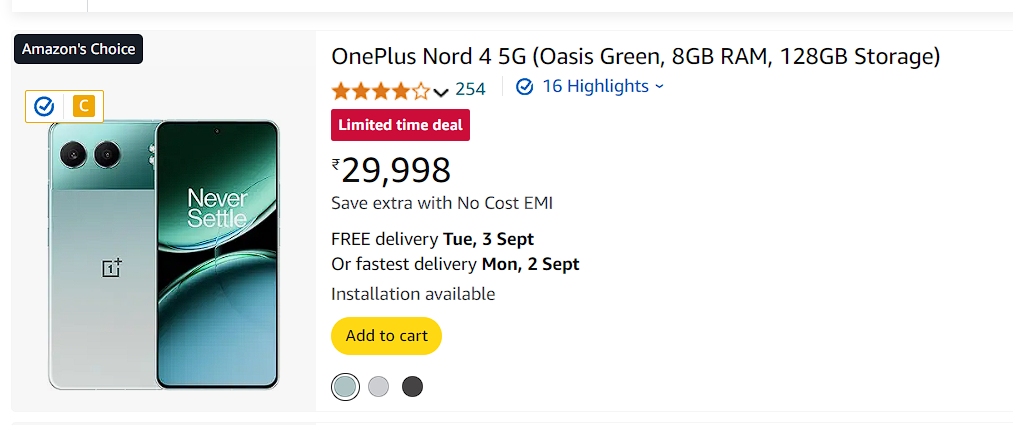 Amazon's Choice
OnePlus Nord 4 5G (Oasis Green, 8GB RAM, 128GB Storage)
254
16 Highlights
C
Limited time deal
₹29,998
Save extra with No Cost EMI
FREE delivery Tue, 3 Sept
Or fastest delivery Mon, 2 Sept
Installation available
Add to cart
Never
Settle
1+